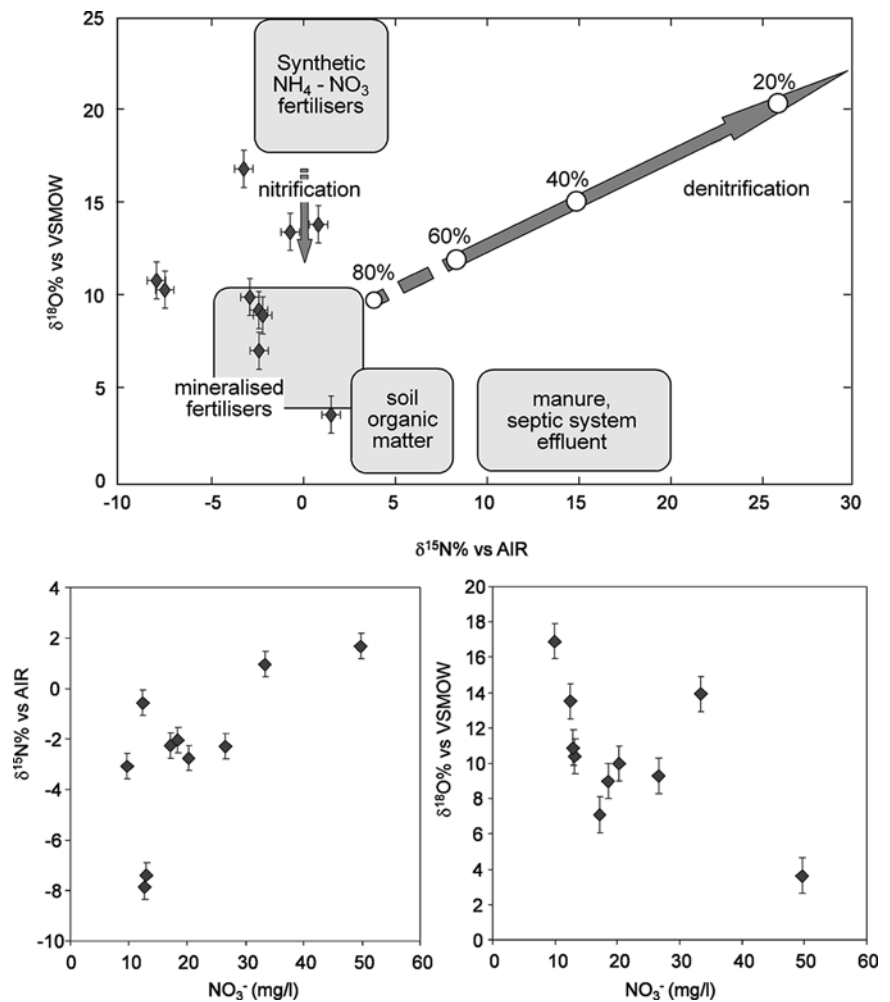 25
20
15
10
5
0
δ¹⁸O% vs VSMOW
Synthetic
NH₄ - NO₃
fertilisers
nitrification
20%
40%
60%
80%
denitrification
mineralised
fertilisers
soil
organic
matter
manure,
septic system
effluent
-10 -5 0 5 10 15 20 25 30
δ¹⁵N% vs AIR
4
2
0
-2
-4
-6
-8
-10
δ¹⁵N% vs AIR
0 10 20 30 40 50 60
NO₃⁻ (mg/l)
20
18
16
14
12
10
8
6
4
2
0
δ¹⁸O% vs VSMOW
0 10 20 30 40 50 60
NO₃⁻ (mg/l)